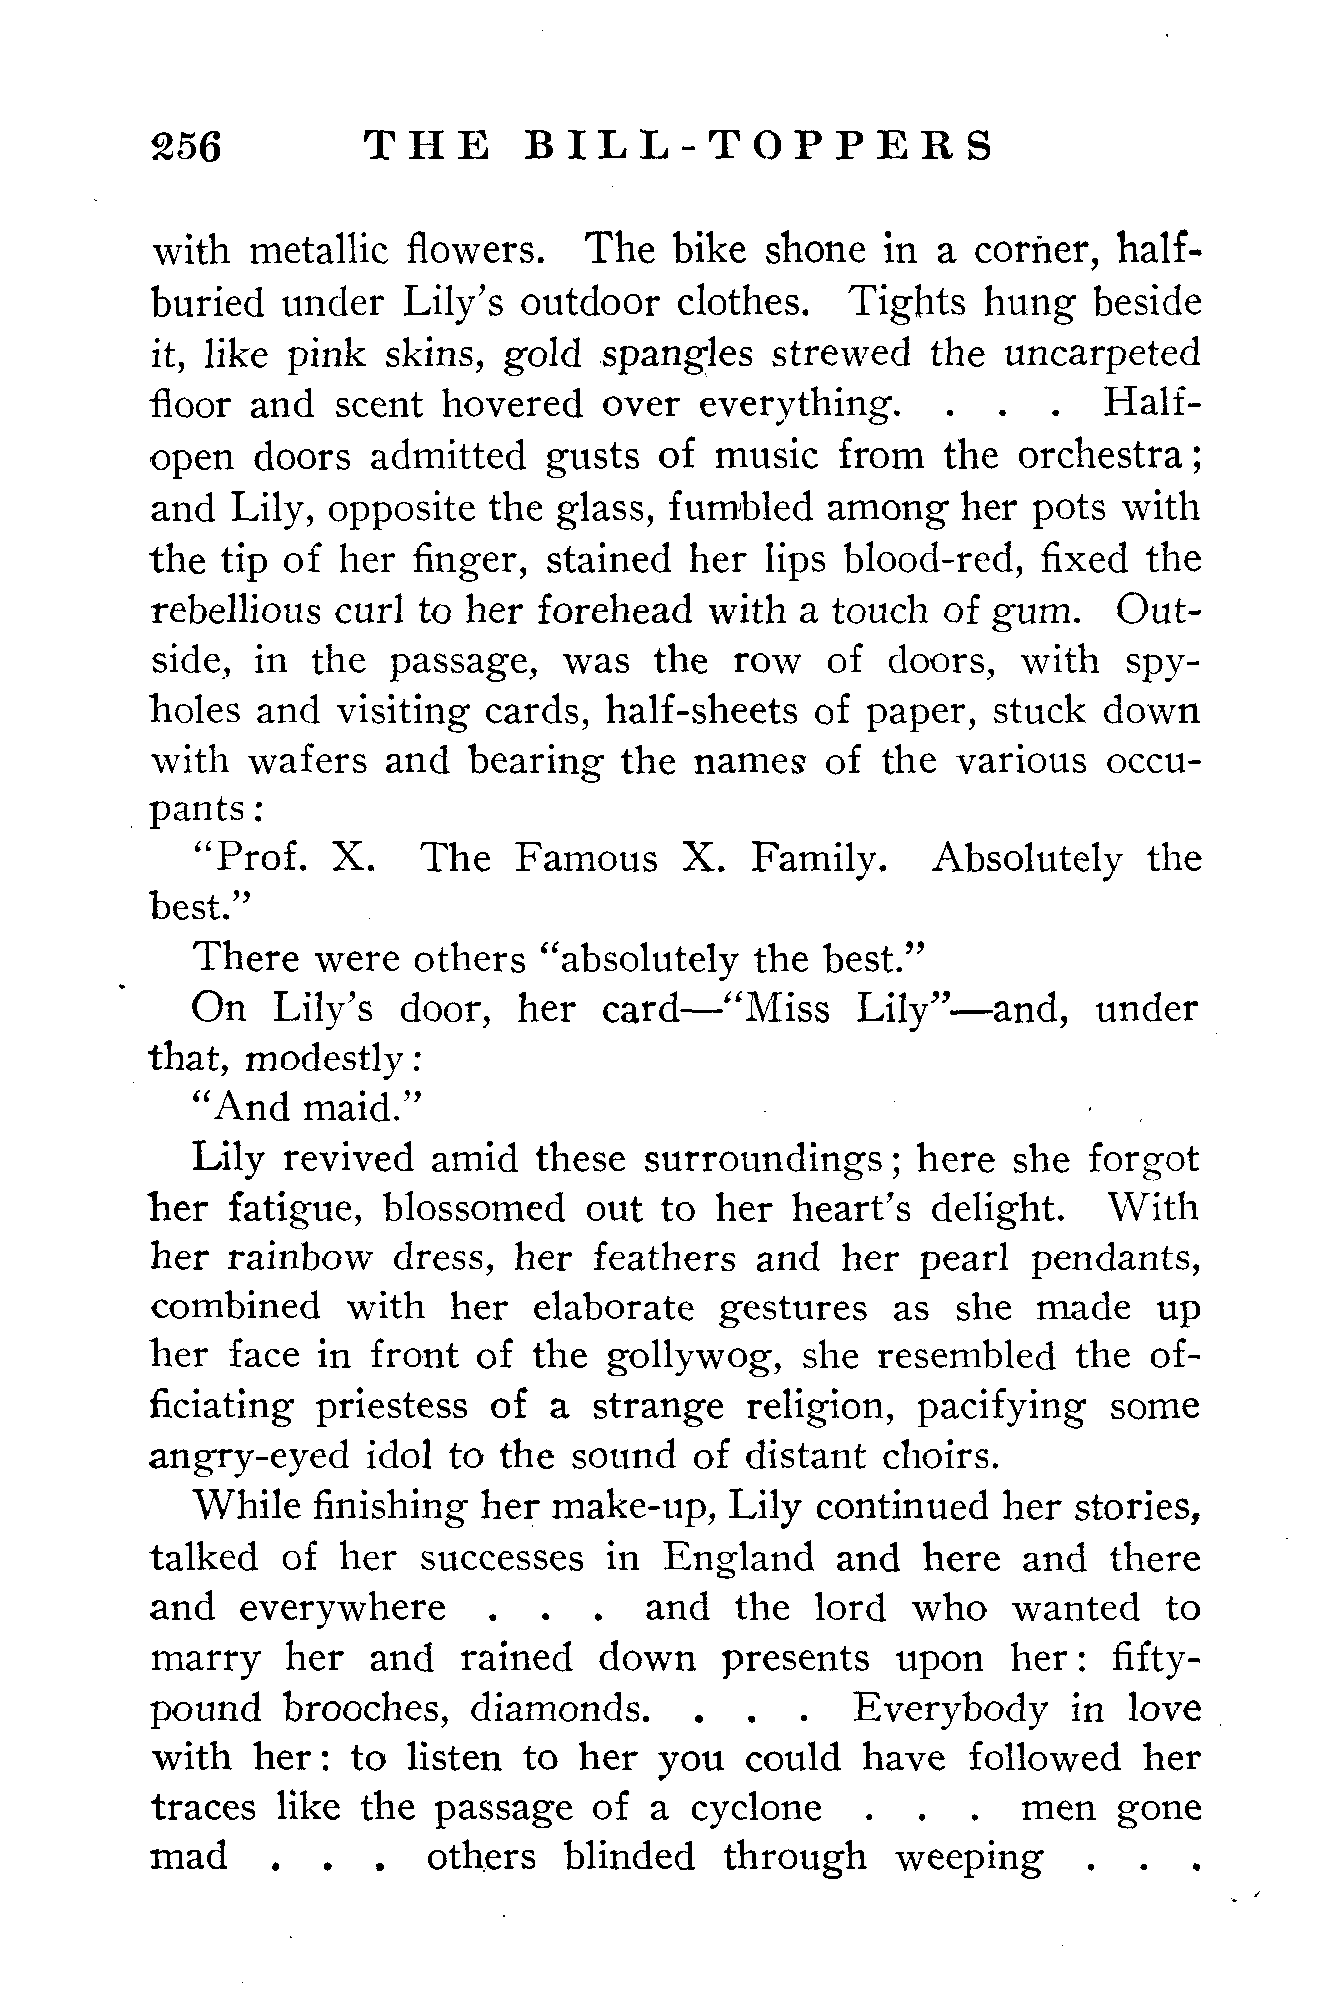 256 THE BILL-TOPPERS
with metallic flowers. The bike shone in a corner, half-
buried under Lily's outdoor clothes. Tights hung beside
it, like pink skins, gold spangles strewed the uncarpeted
floor and scent hovered over everything. . . . Half-
open doors admitted gusts of music from the orchestra;
and Lily, opposite the glass, fumbled among her pots with
the tip of her finger, stained her lips blood-red, fixed the
rebellious curl to her forehead with a touch of gum. Out-
side, in the passage, was the row of doors, with spy-
holes and visiting cards, half-sheets of paper, stuck down
with wafers and bearing the names of the various occu-
pants:
"Prof. X. The Famous X. Family. Absolutely the
best."
There were others "absolutely the best."
On Lily's door, her card—"Miss Lily"—and, under
that, modestly:
"And maid."
Lily revived amid these surroundings; here she forgot
her fatigue, blossomed out to her heart's delight. With
her rainbow dress, her feathers and her pearl pendants,
combined with her elaborate gestures as she made up
her face in front of the gollywog, she resembled the of-
ficiating priestess of a strange religion, pacifying some
angry-eyed idol to the sound of distant choirs.
While finishing her make-up, Lily continued her stories,
talked of her successes in England and here and there
and everywhere . . . and the lord who wanted to
marry her and rained down presents upon her: fifty-
pound brooches, diamonds. . . . Everybody in love
with her: to listen to her you could have followed her
traces like the passage of a cyclone . . . men gone
mad . . . others blinded through weeping . . .